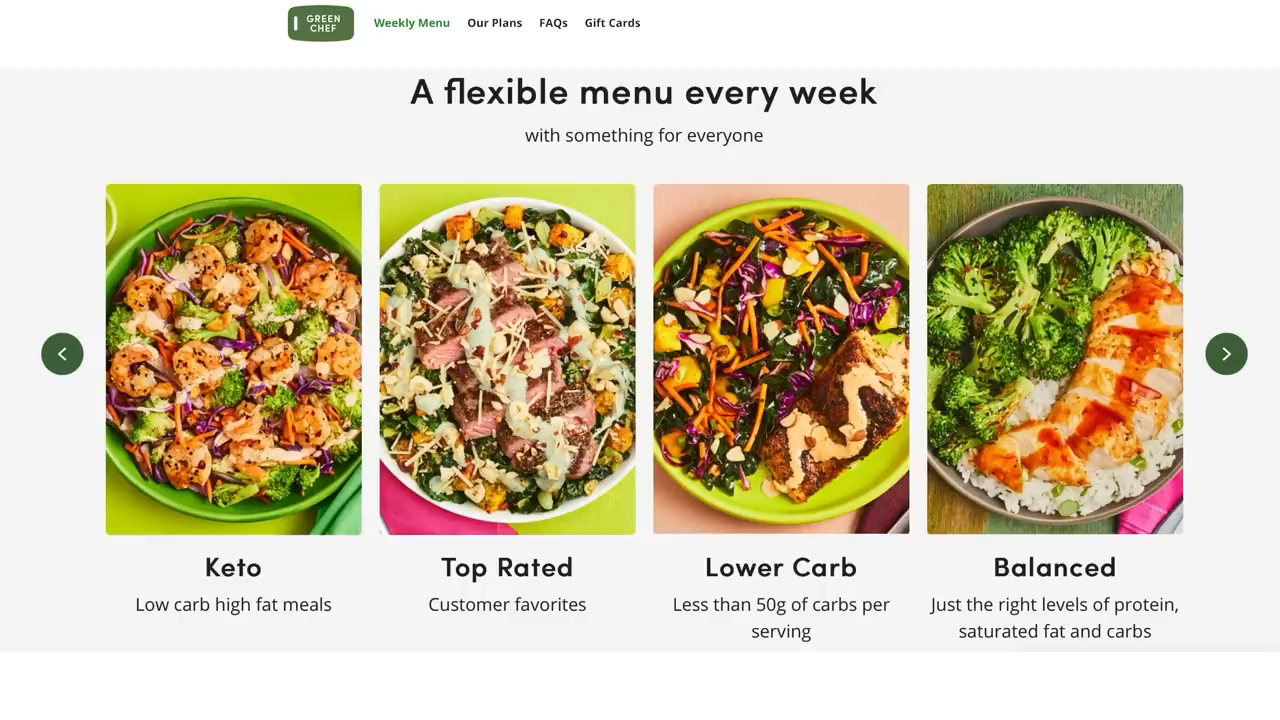 GREEN
CHEF
Weekly Menu Our Plans FAQs Gift Cards
A flexible menu every week
with something for everyone
Keto
Low carb high fat meals
Top Rated
Customer favorites
Lower Carb
Less than 50g of carbs per
serving
Balanced
Just the right levels of protein,
saturated fat and carbs